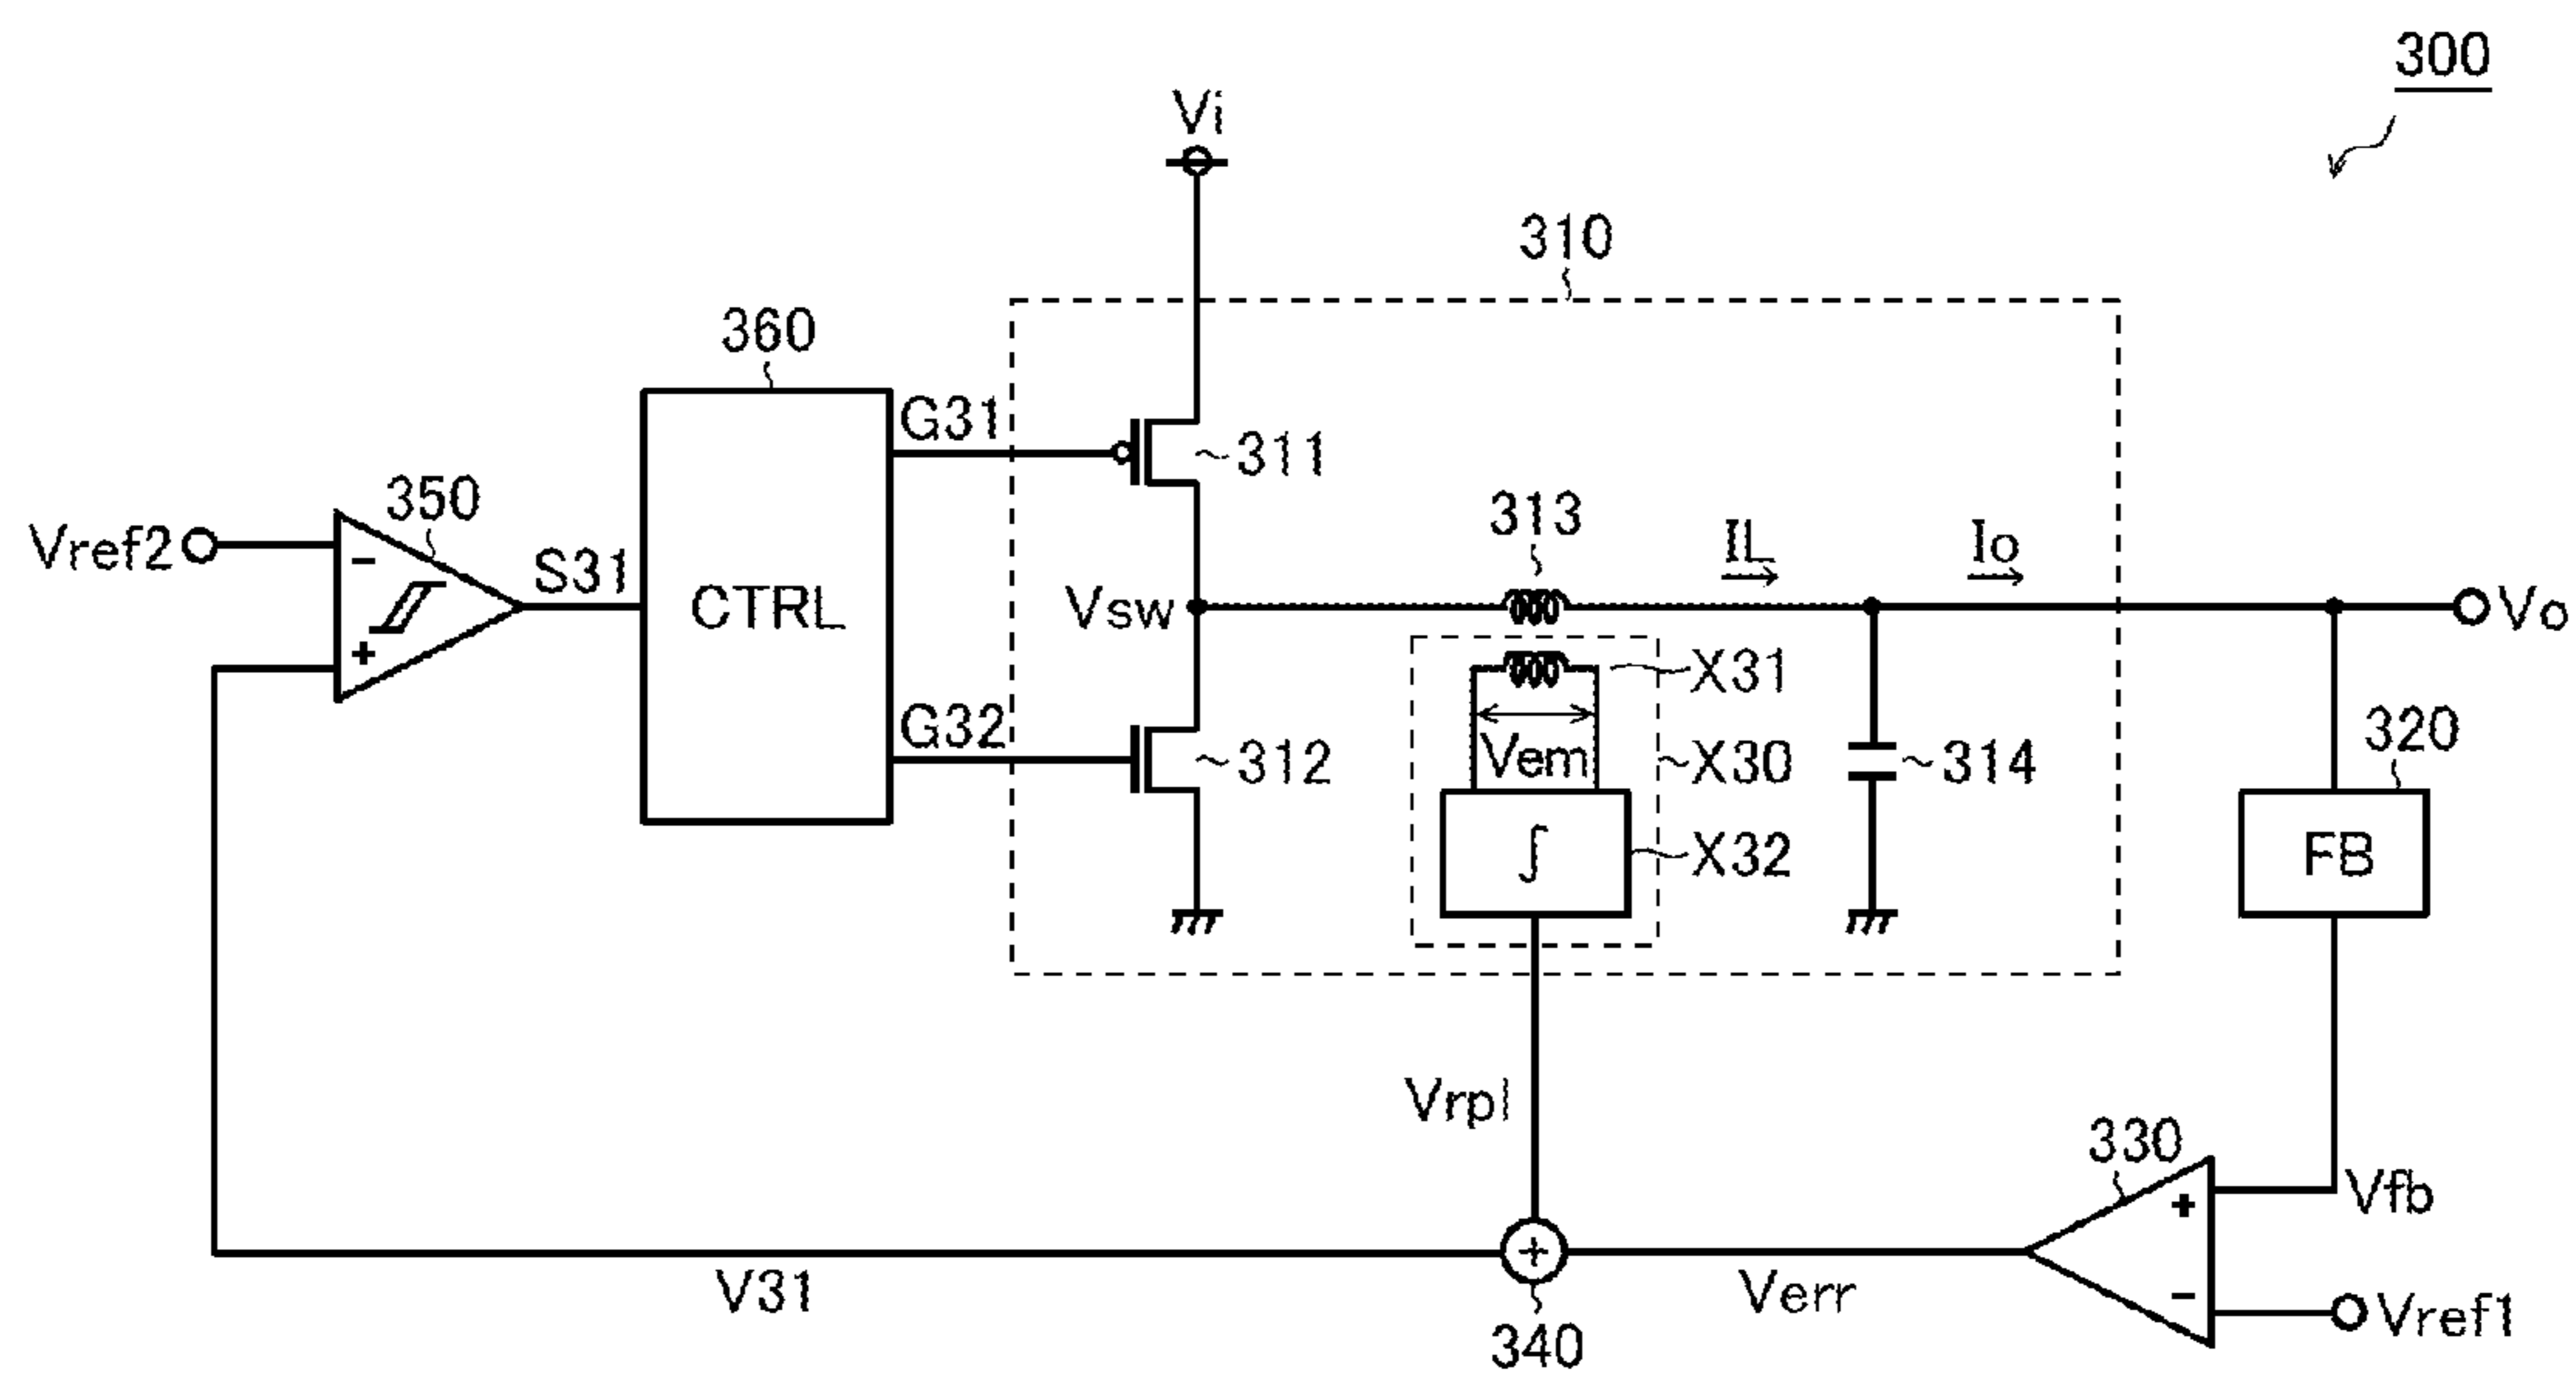 300
Vi
310
360
G31
311
350
Vref2
-
+
S31
CTRL
313
IL
Io
Vsw
Vo
X31
G32
312
Vem
X30
314
320
X32
∫
FB
Vrpl
330
+
Vfb
-
Vref1
V31
+
Verr
340